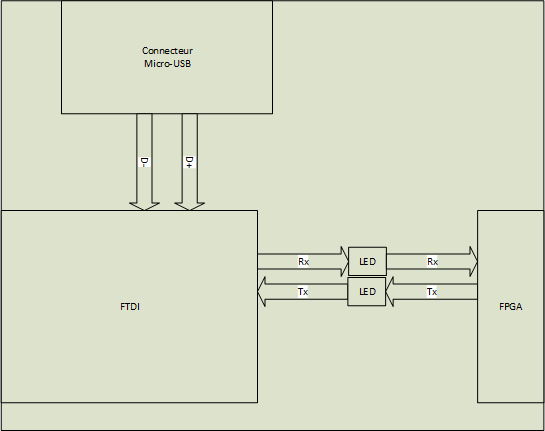 Connecteur
Micro-USB
D-
D+
Rx
LED
Rx
Tx
LED
Tx
FTDI
FPGA